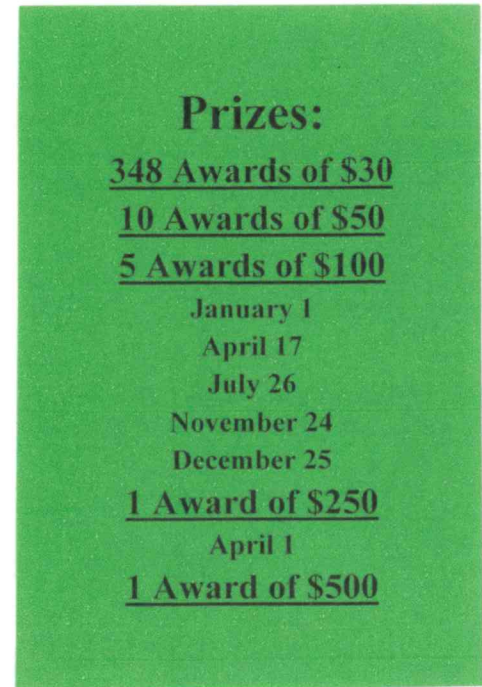 Prizes:
348 Awards of $30
10 Awards of $50
5 Awards of $100
January 1
April 17
July 26
November 24
December 25
1 Award of $250
April 1
1 Award of $500